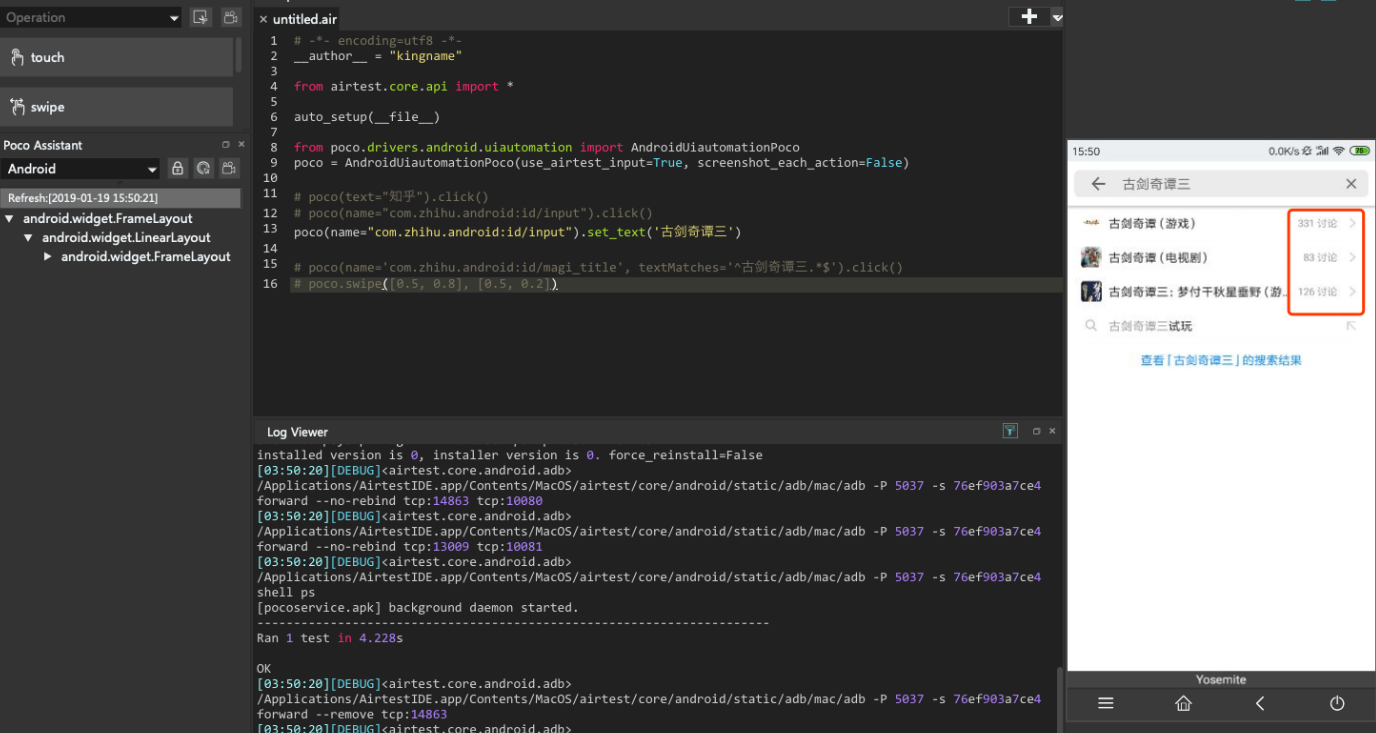 Operation
touch
swipe
Poco Assistant
Android
Refresh:[2019-01-19 15:50:21]
android.widget.FrameLayout
android.widget.LinearLayout
android.widget.FrameLayout
× untitled.air
1 # -*- encoding=utf8 -*-
2 __author__ = "kingname"
3
4 from airtest.core.api import *
5
6 auto_setup(__file__)
7
8 from poco.drivers.android.uiautomation import AndroidUiautomationPoco
9 poco = AndroidUiautomationPoco(use_airtest_input=True, screenshot_each_action=False)
10
11 # poco(text="知乎").click()
12 # poco(name="com.zhihu.android:id/input").click()
13 poco(name="com.zhihu.android:id/input").set_text('古剑奇谭三')
14
15 # poco(name='com.zhihu.android:id/magi_title', textMatches='^古剑奇谭三.*$').click()
16 # poco.swipe([0.5, 0.8], [0.5, 0.2])
Log Viewer
installed version is 0, installer version is 0. force_reinstall=False
[03:50:20][DEBUG]<airtest.core.android.adb>
/Applications/AirtestIDE.app/Contents/MacOS/airtest/core/android/static/adb/mac/adb -P 5037 -s 76ef903a7ce4
forward --no-rebind tcp:14863 tcp:10080
[03:50:20][DEBUG]<airtest.core.android.adb>
/Applications/AirtestIDE.app/Contents/MacOS/airtest/core/android/static/adb/mac/adb -P 5037 -s 76ef903a7ce4
forward --no-rebind tcp:13009 tcp:10081
[03:50:20][DEBUG]<airtest.core.android.adb>
/Applications/AirtestIDE.app/Contents/MacOS/airtest/core/android/static/adb/mac/adb -P 5037 -s 76ef903a7ce4
shell ps
[pocoservice.apk] background daemon started.
----------------------------------------------------------------------
Ran 1 test in 4.228s
OK
[03:50:20][DEBUG]<airtest.core.android.adb>
/Applications/AirtestIDE.app/Contents/MacOS/airtest/core/android/static/adb/mac/adb -P 5037 -s 76ef903a7ce4
forward --remove tcp:14863
[03:50:20][DEBUG]<airtest.core.android.adb>
15:50 0.0K/s
古剑奇谭三
古剑奇谭 (游戏) 331 讨论
古剑奇谭 (电视剧) 83 讨论
古剑奇谭三: 梦付千秋星垂野 (游... 126 讨论
古剑奇谭三试玩
查看「古剑奇谭三」的搜索结果
Yosemite